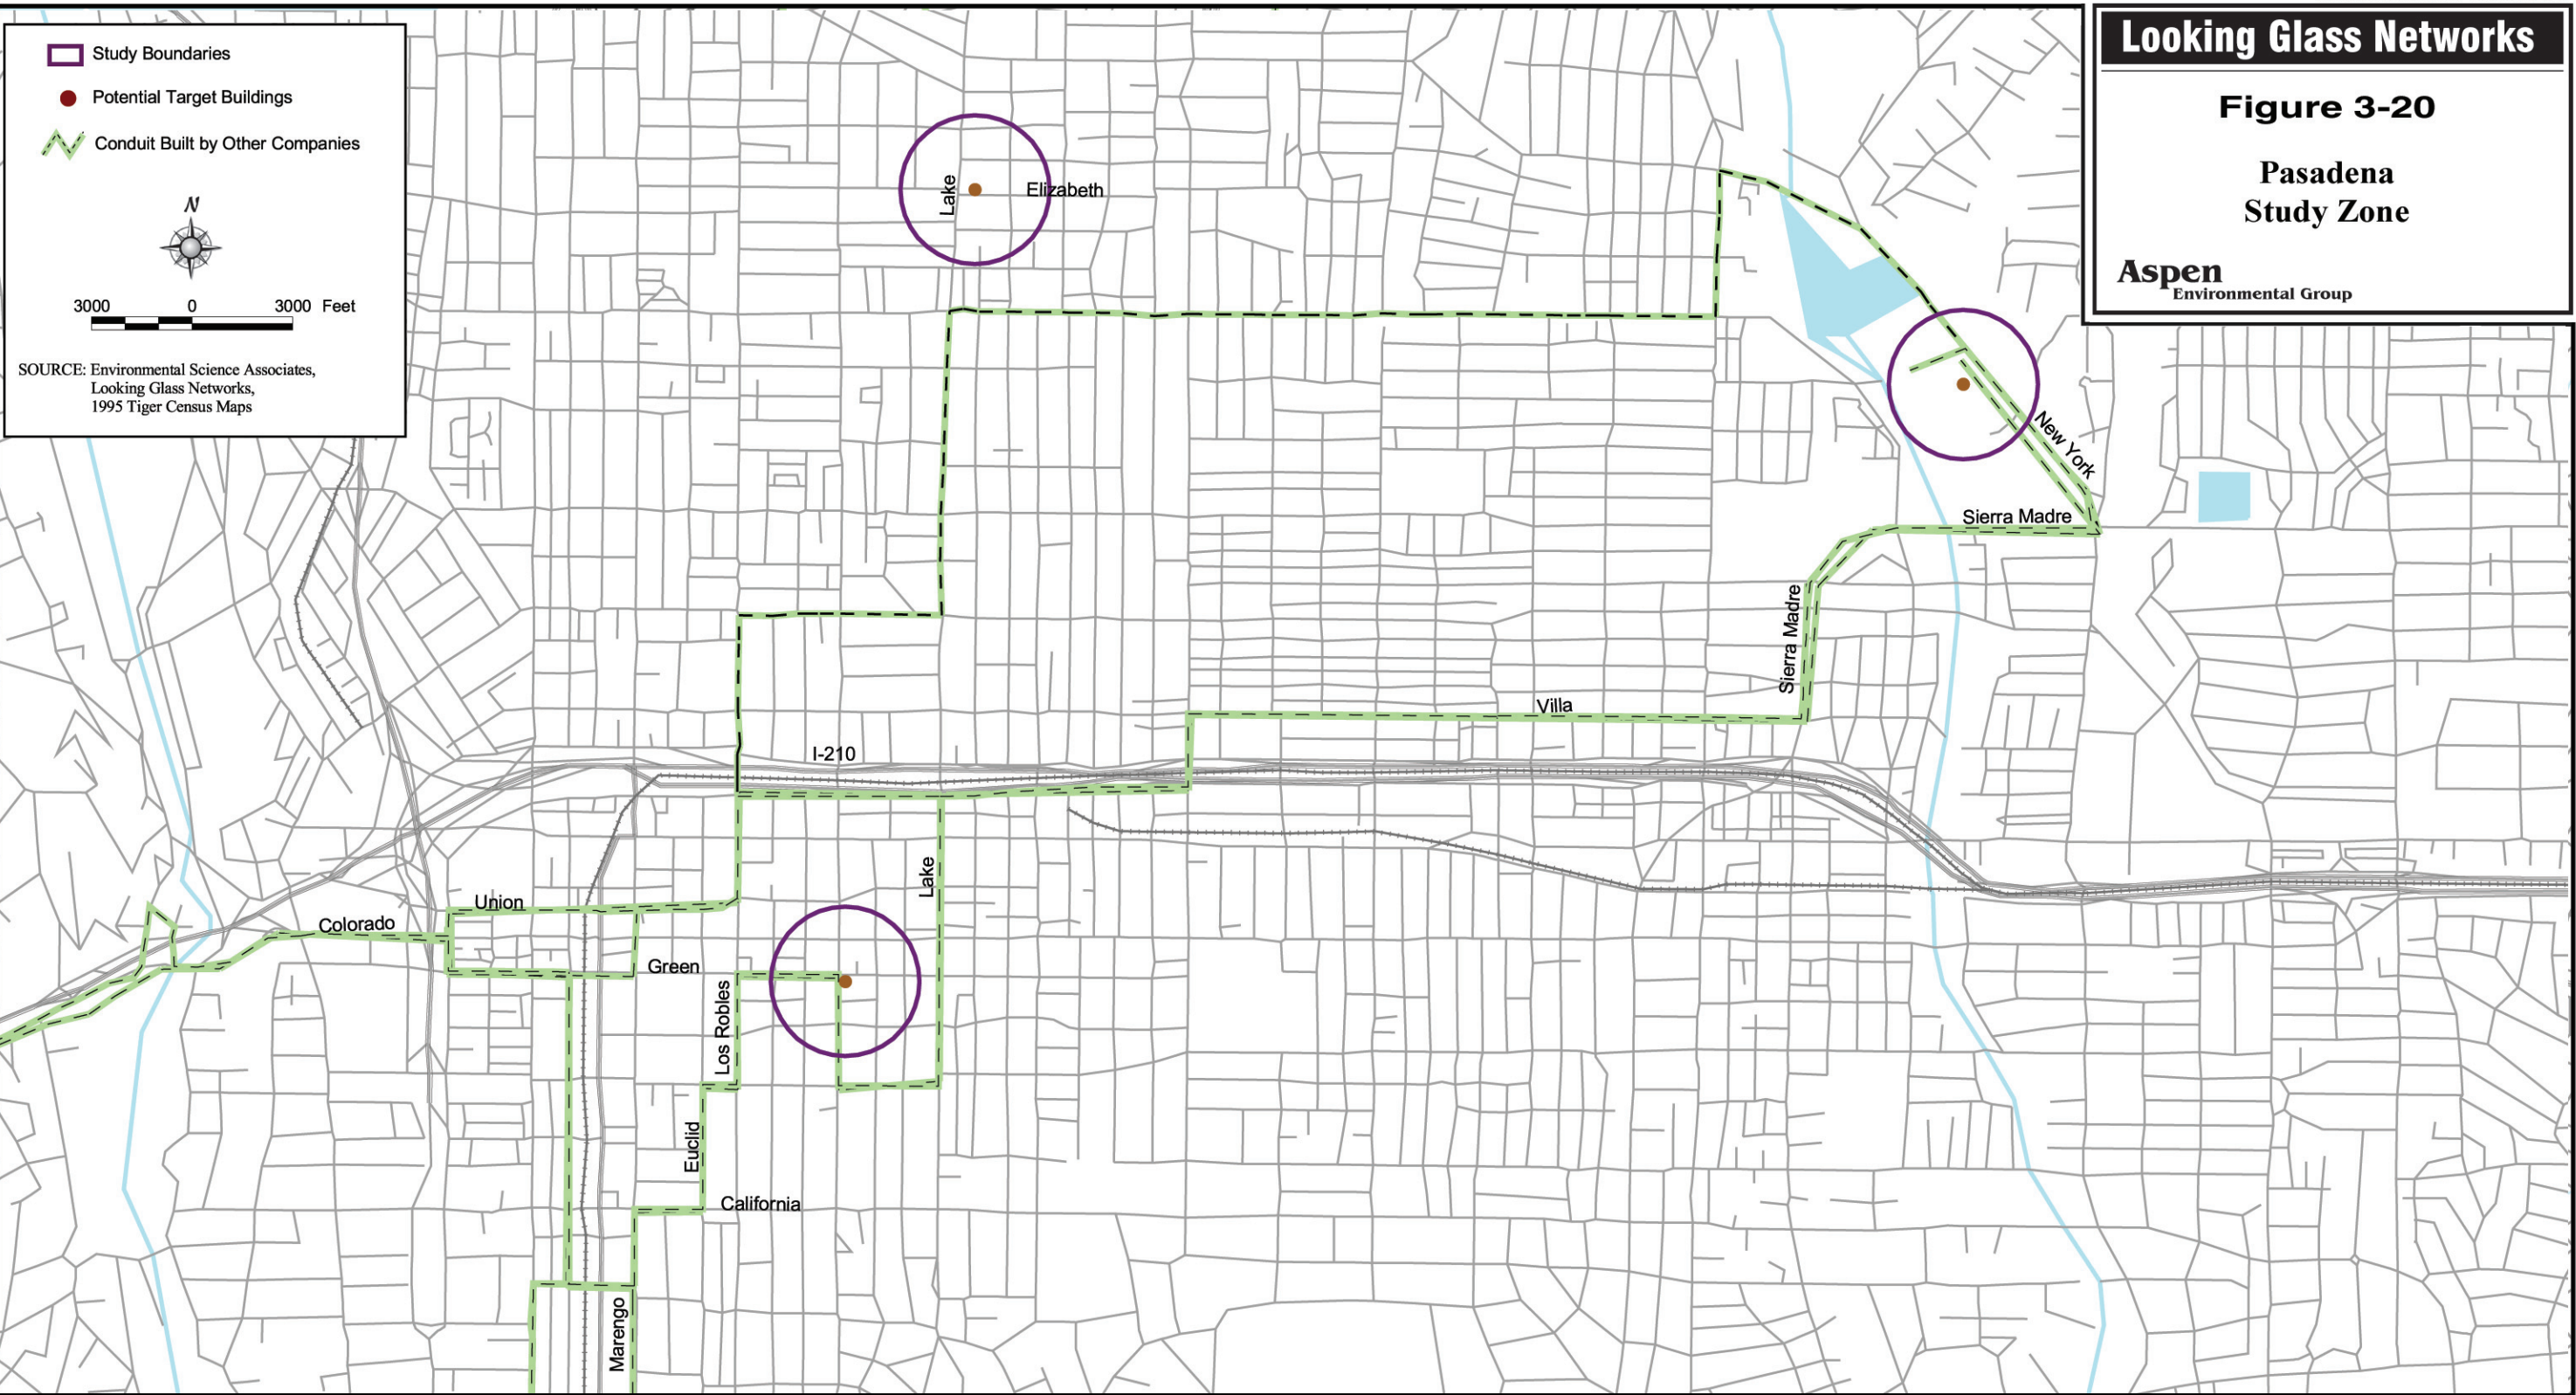 Study Boundaries
Potential Target Buildings
Conduit Built by Other Companies
N
3000 0 3000 Feet
SOURCE: Environmental Science Associates,
Looking Glass Networks,
1995 Tiger Census Maps
Looking Glass Networks
Figure 3-20
Pasadena
Study Zone
Aspen
Environmental Group
Lake
Elizabeth
New York
Sierra Madre
Sierra Madre
Villa
I-210
Lake
Union
Colorado
Green
Los Robles
Euclid
California
Marengo